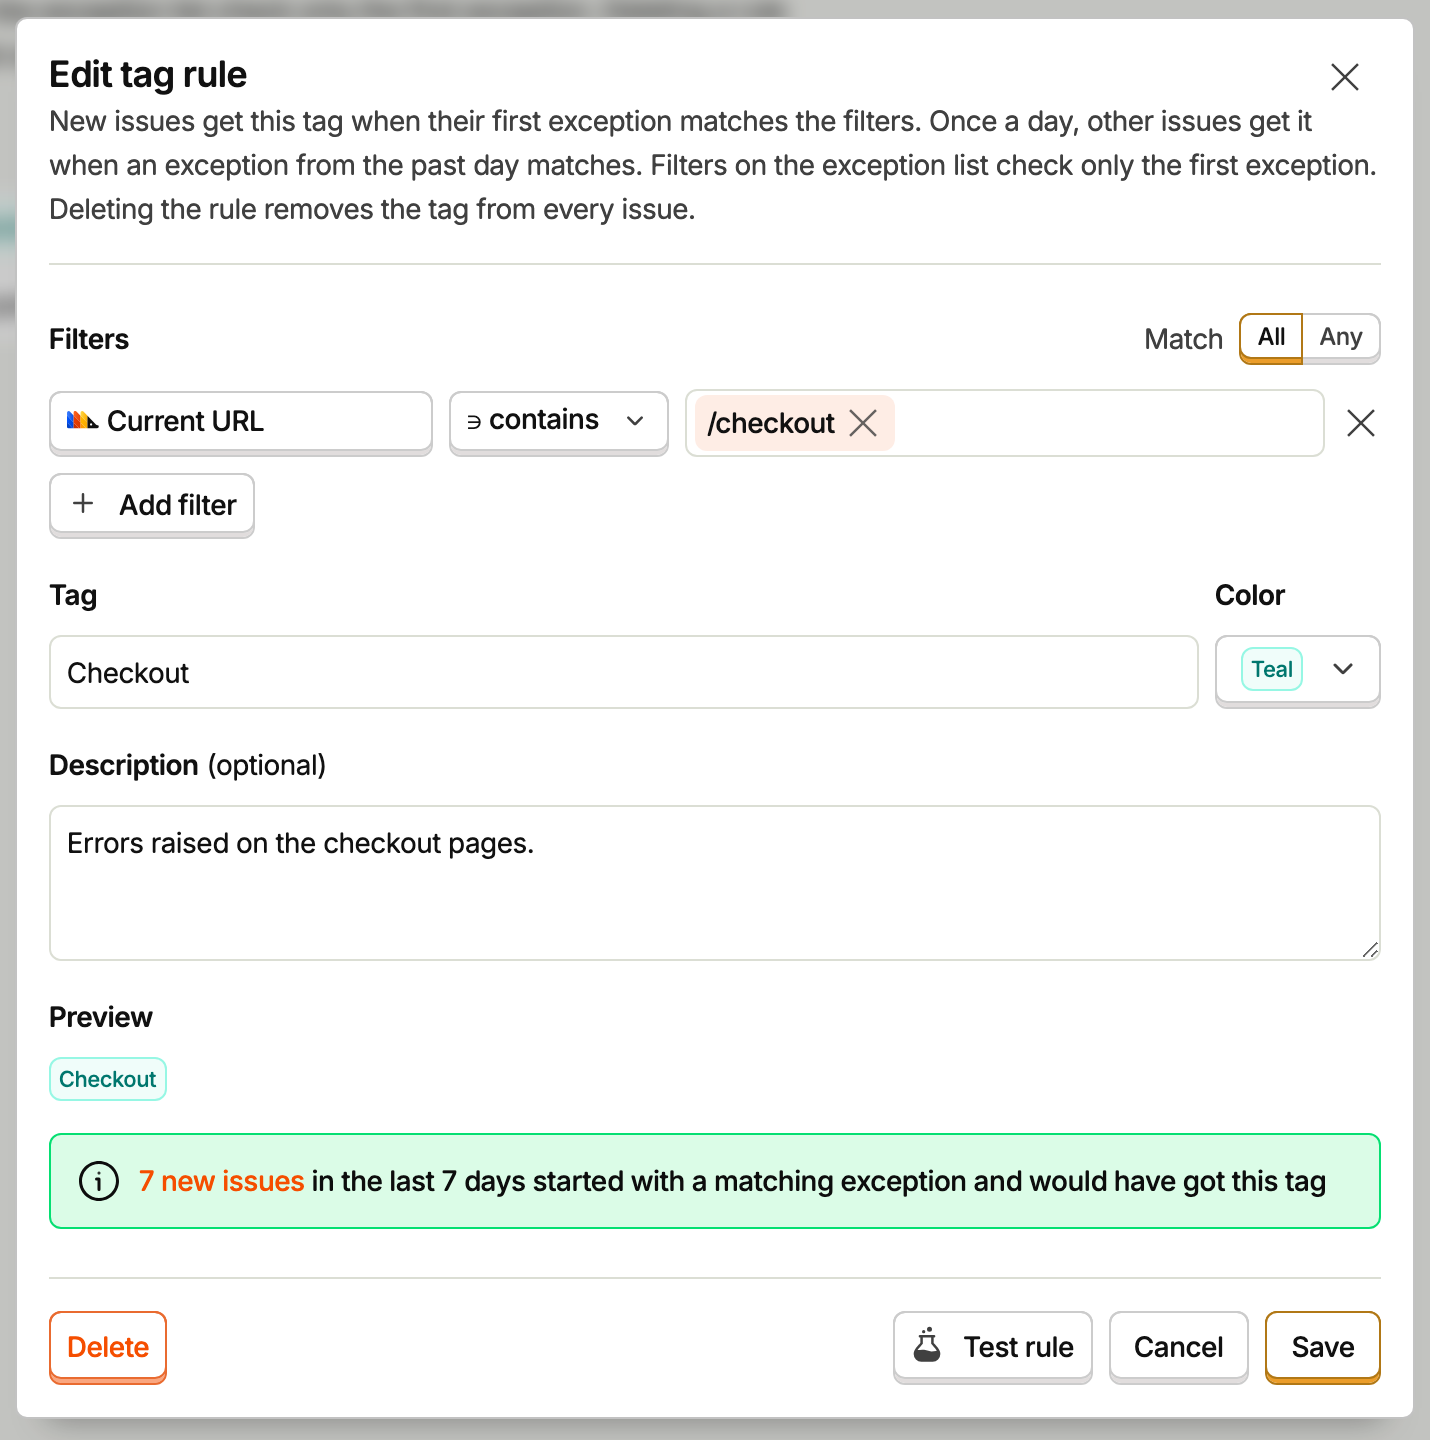 Edit tag rule
New issues get this tag when their first exception matches the filters. Once a day, other issues get it
when an exception from the past day matches. Filters on the exception list check only the first exception.
Deleting the rule removes the tag from every issue.
Filters
Match All Any
Current URL
∋ contains
/checkout
Add filter
Tag
Color
Checkout
Teal
Description (optional)
Errors raised on the checkout pages.
Preview
Checkout
7 new issues in the last 7 days started with a matching exception and would have got this tag
Delete
Test rule
Cancel
Save